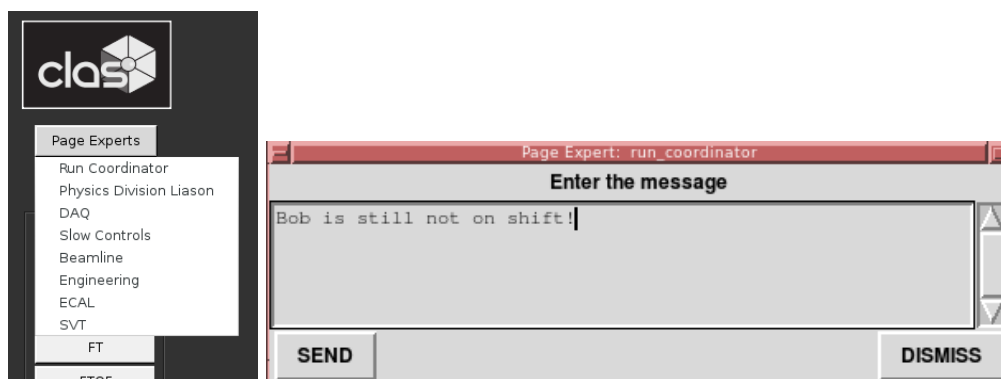 clas
Page Experts
Run Coordinator
Physics Division Liason
DAQ
Slow Controls
Beamline
Engineering
ECAL
SVT
FT
Page Expert: run_coordinator
Enter the message
Bob is still not on shift!
SEND
DISMISS